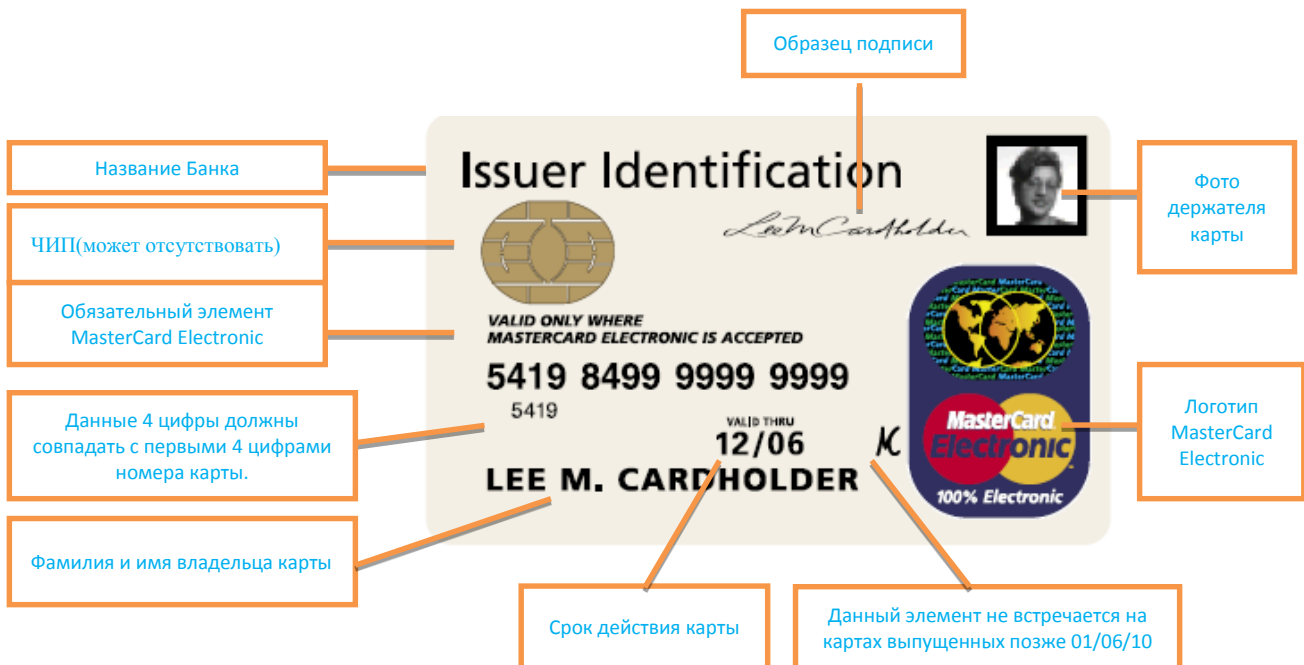 Образец подписи
Название Банка
Issuer Identification
Фото
держателя
карты
ЧИП(может отсутствовать)
LeeMCardholder
Обязательный элемент
MasterCard Electronic
VALID ONLY WHERE
MASTERCARD ELECTRONIC IS ACCEPTED
5419 8499 9999 9999
Данные 4 цифры должны
совпадать с первыми 4 цифрами
номера карты.
5419
VALID THRU
12/06
MC
MasterCard
Electronic
100% Electronic
Логотип
MasterCard
Electronic
LEE M. CARDHOLDER
Фамилия и имя владельца карты
Срок действия карты
Данный элемент не встречается на
картах выпущенных позже 01/06/10